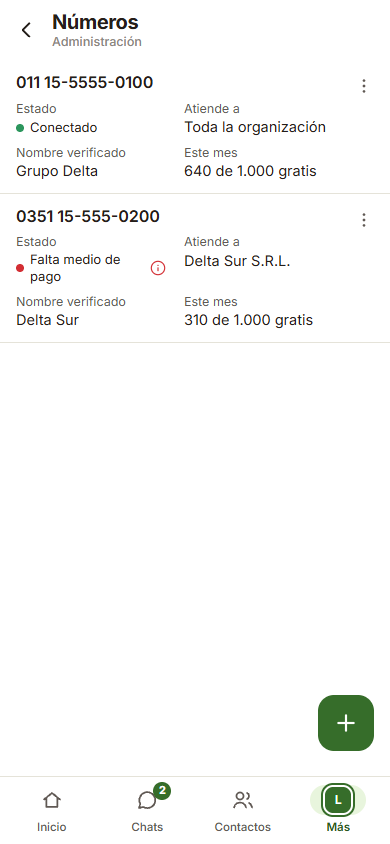 Números
Administración
011 15-5555-0100
Estado
Atiende a
Conectado
Toda la organización
Nombre verificado
Este mes
Grupo Delta
640 de 1.000 gratis
0351 15-555-0200
Estado
Atiende a
Falta medio de
pago
Delta Sur S.R.L.
Nombre verificado
Este mes
Delta Sur
310 de 1.000 gratis
2
L
Inicio
Chats
Contactos
Más